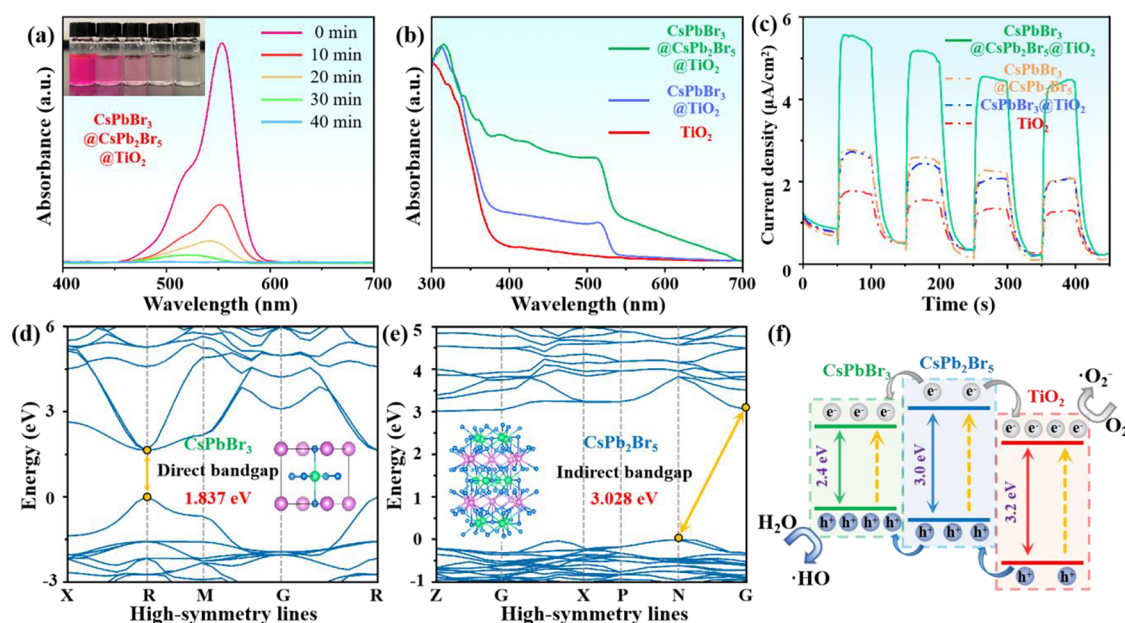 (a)
0 min
10 min
20 min
30 min
40 min
CsPbBr3
@CsPb2Br5
@TiO2
Absorbance (a.u.)
400
500
600
700
Wavelength (nm)
(b)
CsPbBr3
@CsPb2Br5
@TiO2
CsPbBr3
@TiO2
TiO2
Absorbance (a.u.)
300
400
500
600
700
Wavelength (nm)
(c)
CsPbBr3
@CsPb2Br5@TiO2
CsPbBr3
@CsPb2Br5
CsPbBr3@TiO2
TiO2
Current density (μA/cm2)
6
4
2
0
0
100
200
300
400
Time (s)
(d)
6
3
0
-3
Energy (eV)
CsPbBr3
Direct bandgap
1.837 eV
X
R
M
G
R
High-symmetry lines
(e)
5
4
3
2
1
0
-1
Energy (eV)
CsPb2Br5
Indirect bandgap
3.028 eV
Z
G
X
P
N
G
High-symmetry lines
(f)
CsPbBr3
CsPb2Br5
TiO2
·O2-
O2
e- e- e-
e- e-
e- e- e- e-
2.4 eV
3.0 eV
3.2 eV
h+ h+ h+ h+
h+ h+ h+
h+ h+
H2O
·HO